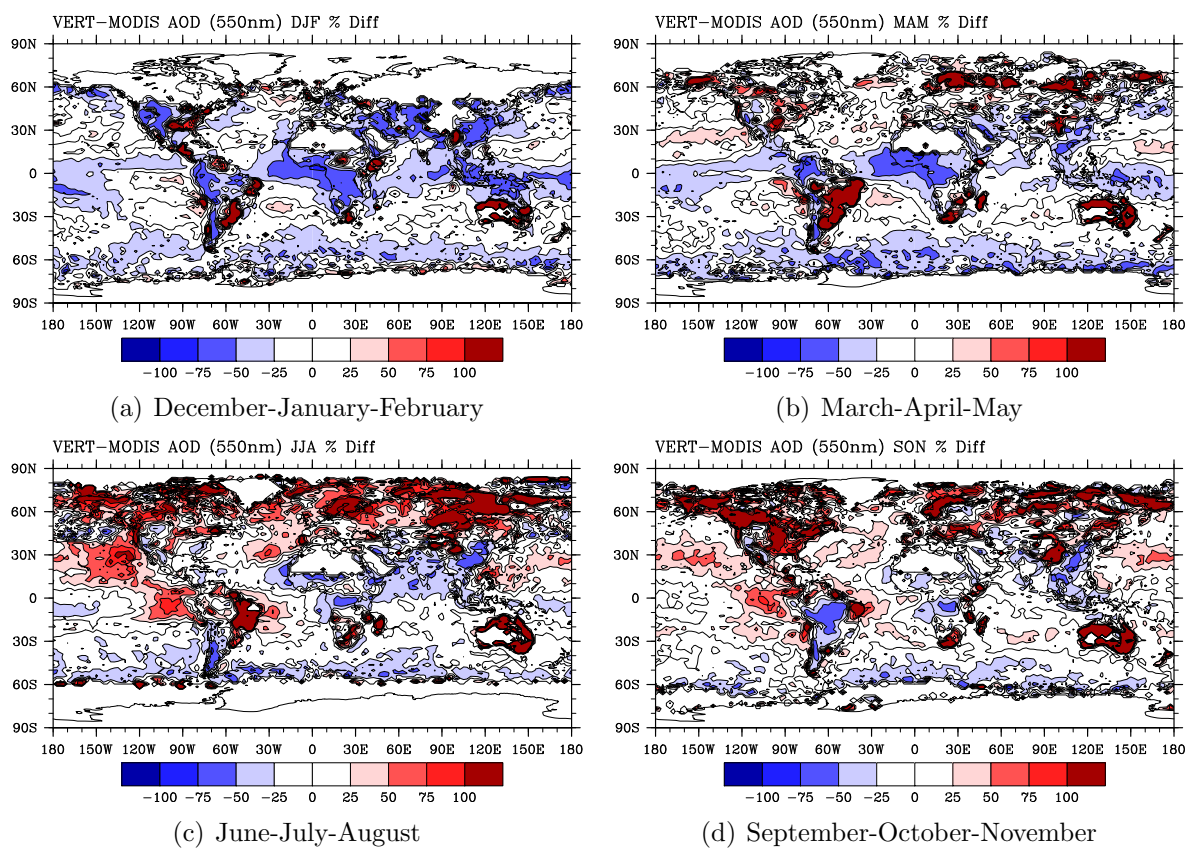 VERT-MODIS AOD (550nm) DJF % Diff
90N
60N
30N
0
30S
60S
90S
180 150W 120W 90W 60W 30W 0 30E 60E 90E 120E 150E 180
-100 -75 -50 -25 0 25 50 75 100
(a) December-January-February
VERT-MODIS AOD (550nm) MAM % Diff
90N
60N
30N
0
30S
60S
90S
180 150W 120W 90W 60W 30W 0 30E 60E 90E 120E 150E 180
-100 -75 -50 -25 0 25 50 75 100
(b) March-April-May
VERT-MODIS AOD (550nm) JJA % Diff
90N
60N
30N
0
30S
60S
90S
180 150W 120W 90W 60W 30W 0 30E 60E 90E 120E 150E 180
-100 -75 -50 -25 0 25 50 75 100
(c) June-July-August
VERT-MODIS AOD (550nm) SON % Diff
90N
60N
30N
0
30S
60S
90S
180 150W 120W 90W 60W 30W 0 30E 60E 90E 120E 150E 180
-100 -75 -50 -25 0 25 50 75 100
(d) September-October-November